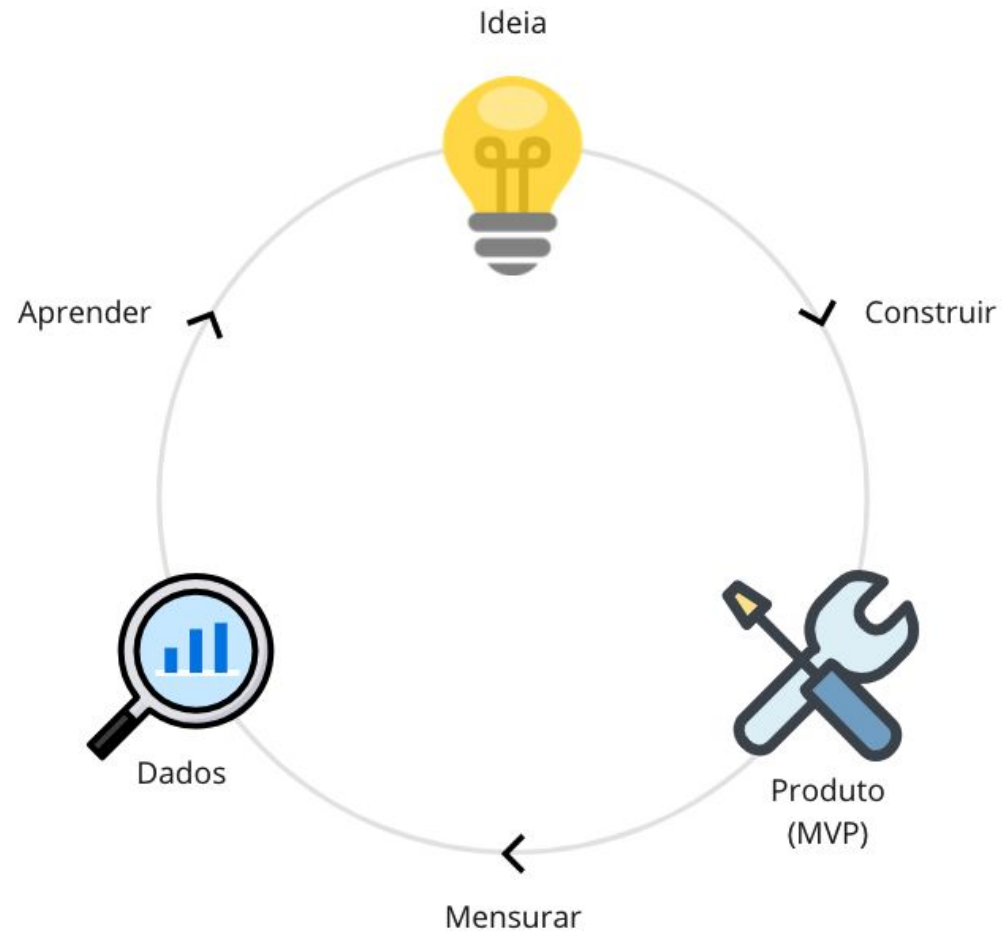 Ideia
Aprender
Construir
Dados
Produto
(MVP)
Mensurar